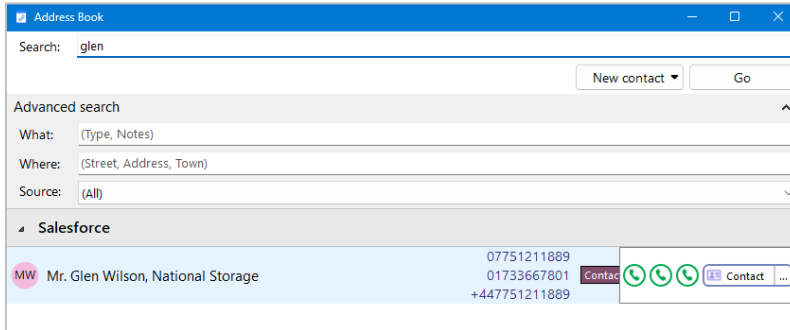 Address Book
Search: glen
New contact Go
Advanced search
What: (Type, Notes)
Where: (Street, Address, Town)
Source: (All)
Salesforce
07751211889
MW Mr. Glen Wilson, National Storage 01733667801 Contac Contact ...
+447751211889